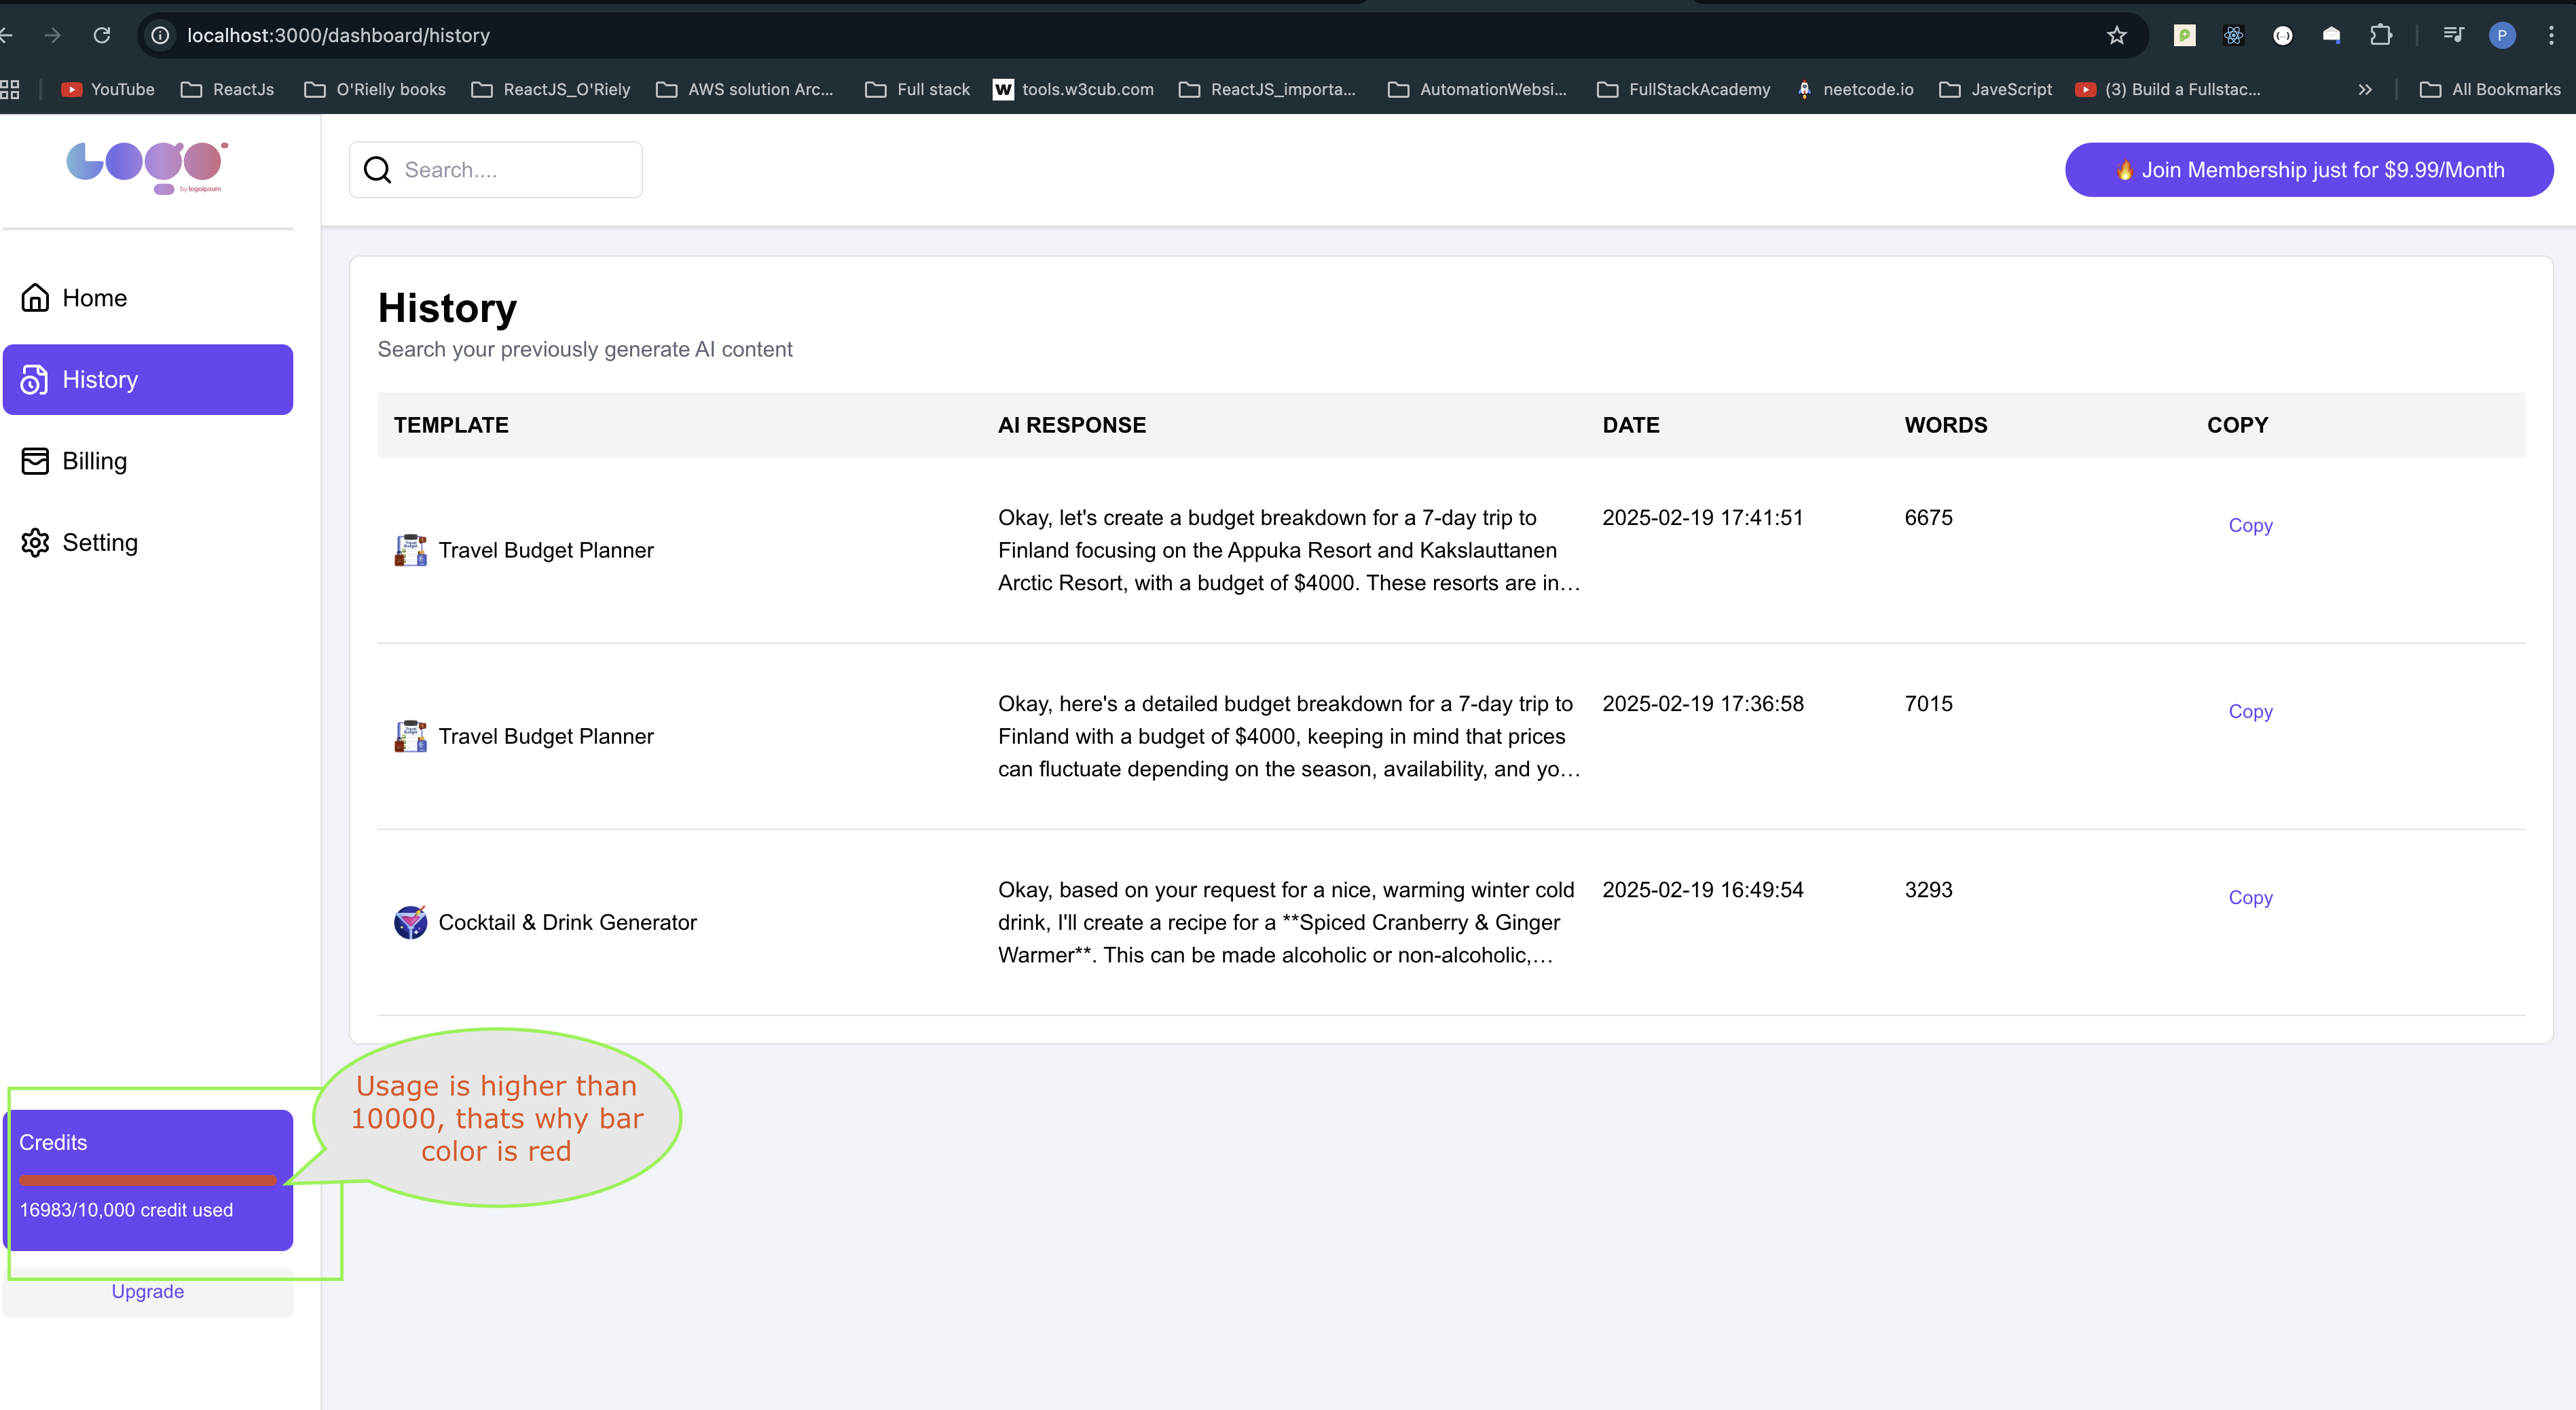 localhost:3000/dashboard/history
YouTube ReactJs O'Rielly books ReactJS_O'Riely AWS solution Arc... Full stack tools.w3cub.com ReactJS_importa... AutomationWebsi... FullStackAcademy neetcode.io JaveScript (3) Build a Fullstac... All Bookmarks
P
Logo
by logoipsum
Search....
🔥 Join Membership just for $9.99/Month
Home
History
Billing
Setting
History
Search your previously generate AI content
TEMPLATE AI RESPONSE DATE WORDS COPY
Travel Budget Planner
Okay, let's create a budget breakdown for a 7-day trip to
Finland focusing on the Appuka Resort and Kakslauttanen
Arctic Resort, with a budget of $4000. These resorts are in…
2025-02-19 17:41:51
6675
Copy
Travel Budget Planner
Okay, here's a detailed budget breakdown for a 7-day trip to
Finland with a budget of $4000, keeping in mind that prices
can fluctuate depending on the season, availability, and yo…
2025-02-19 17:36:58
7015
Copy
Cocktail & Drink Generator
Okay, based on your request for a nice, warming winter cold
drink, I'll create a recipe for a **Spiced Cranberry & Ginger
Warmer**. This can be made alcoholic or non-alcoholic,…
2025-02-19 16:49:54
3293
Copy
Usage is higher than
10000, thats why bar
color is red
Credits
16983/10,000 credit used
Upgrade